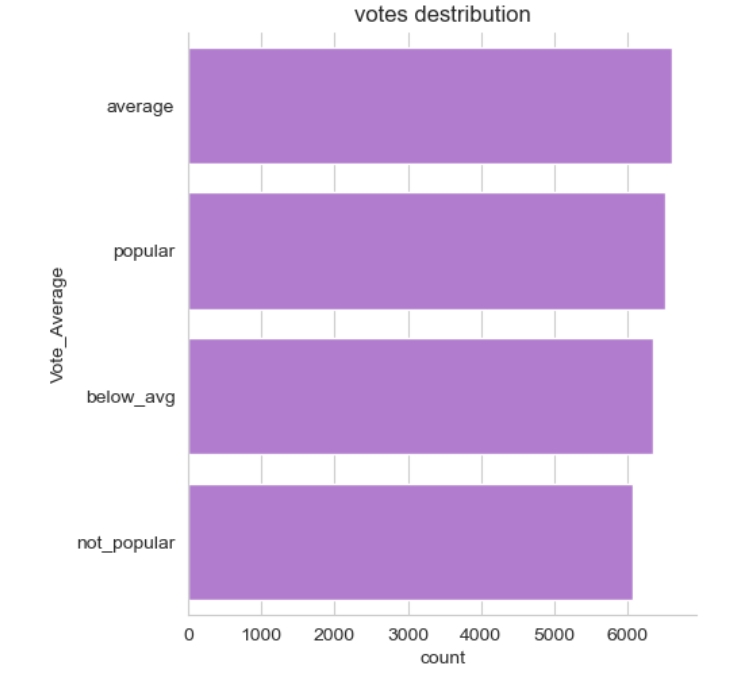 votes destribution
average
popular
below_avg
not_popular
Vote_Average
0 1000 2000 3000 4000 5000 6000
count